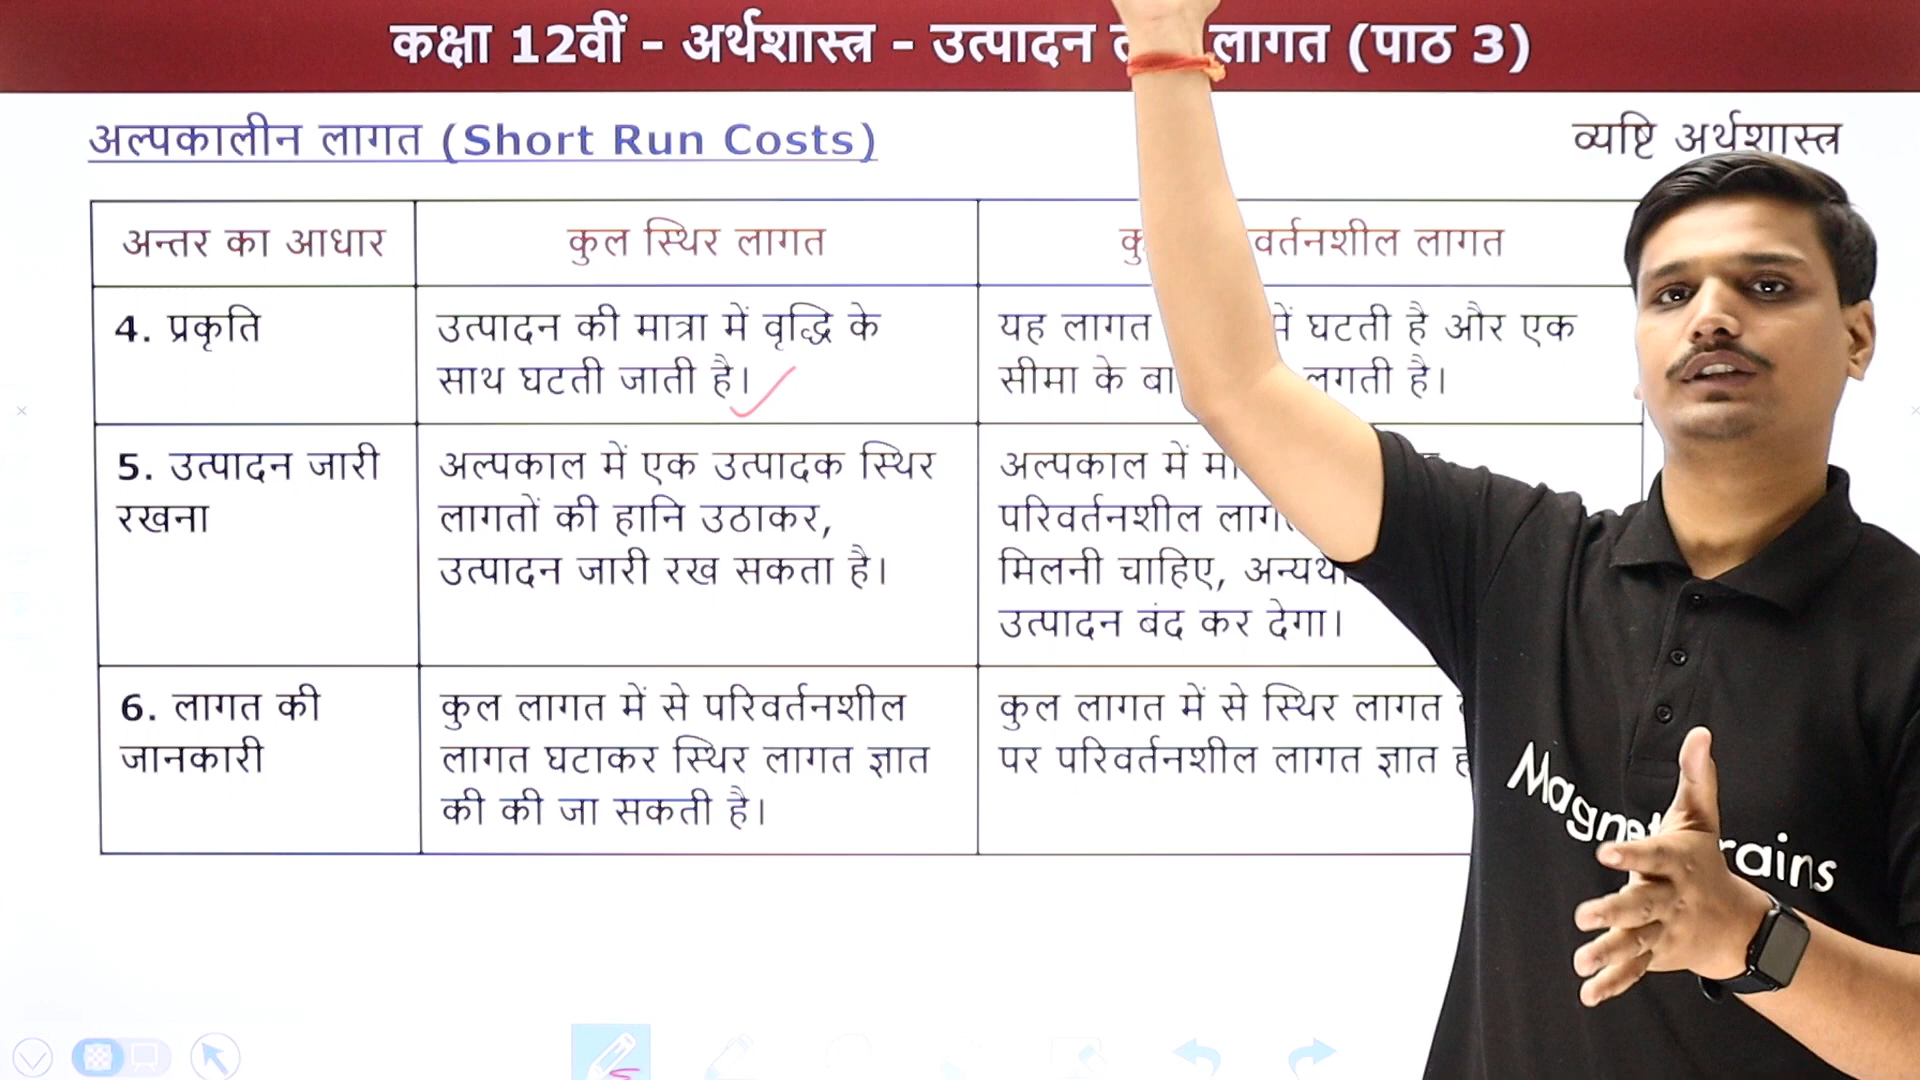 कक्षा 12वीं - अर्थशास्त्र - उत्पादन लागत (पाठ 3)
अल्पकालीन लागत (Short Run Costs)
व्यष्टि अर्थशास्त्र
अन्तर का आधार
कुल स्थिर लागत
लागत
4. प्रकृति
उत्पादन की मात्रा में वृद्धि के
साथ घटती जाती है।
यह लागत में घटती है और एक
सीमा के लगती है।
5. उत्पादन जारी
रखना
अल्पकाल में एक उत्पादक स्थिर
लागतों की हानि उठाकर,
उत्पादन जारी रख सकता है।
अल्पकाल में
परिवर्तनशील
मिलनी चाहिए, अन्यथा
उत्पादन बंद कर देगा।
6. लागत की
जानकारी
कुल लागत में से परिवर्तनशील
लागत घटाकर स्थिर लागत ज्ञात
की की जा सकती है।
कुल लागत में से स्थिर लागत
पर परिवर्तनशील लागत ज्ञात